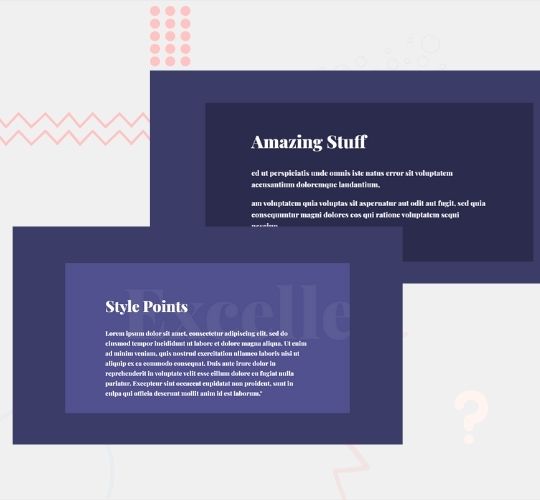 Amazing Stuff
ed ut perspiciatis unde omnis iste natus error sit voluptatem
accusantium doloremque laudantium,
am voluptatem quia voluptas sit aspernatur aut odit aut fugit, sed quia
consequuntur magni dolores eos qui ratione voluptatem sequi
Excelle
Style Points
Lorem ipsum dolor sit amet, consectetur adipiscing elit, sed do
eiusmod tempor incididunt ut labore et dolore magna aliqua. Ut enim
ad minim veniam, quis nostrud exercitation ullamco laboris nisi ut
aliquip ex ea commodo consequat. Duis aute irure dolor in
reprehenderit in voluptate velit esse cillum dolore eu fugiat nulla
pariatur. Excepteur sint occaecat cupidatat non proident, sunt in
culpa qui officia deserunt mollit anim id est laborum."
?